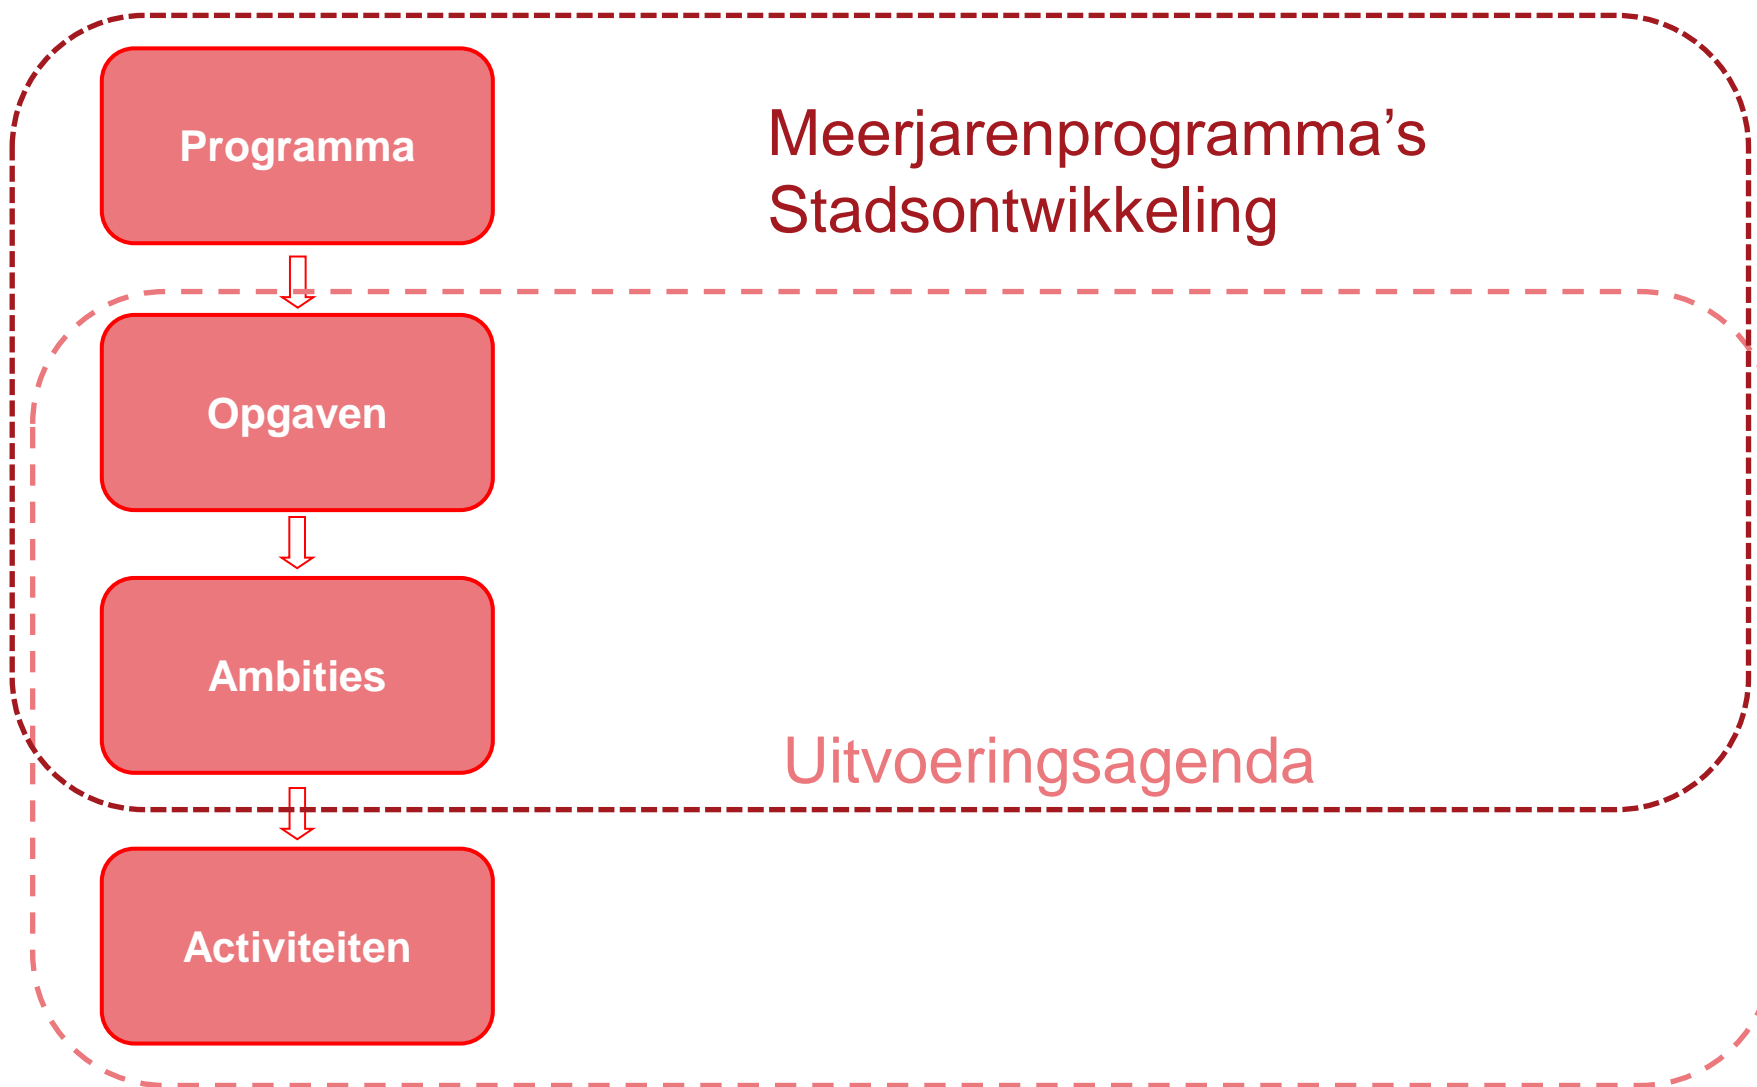 Programma
Meerjarenprogramma’s
Stadsontwikkeling
Opgaven
Ambities
Uitvoeringsagenda
Activiteiten